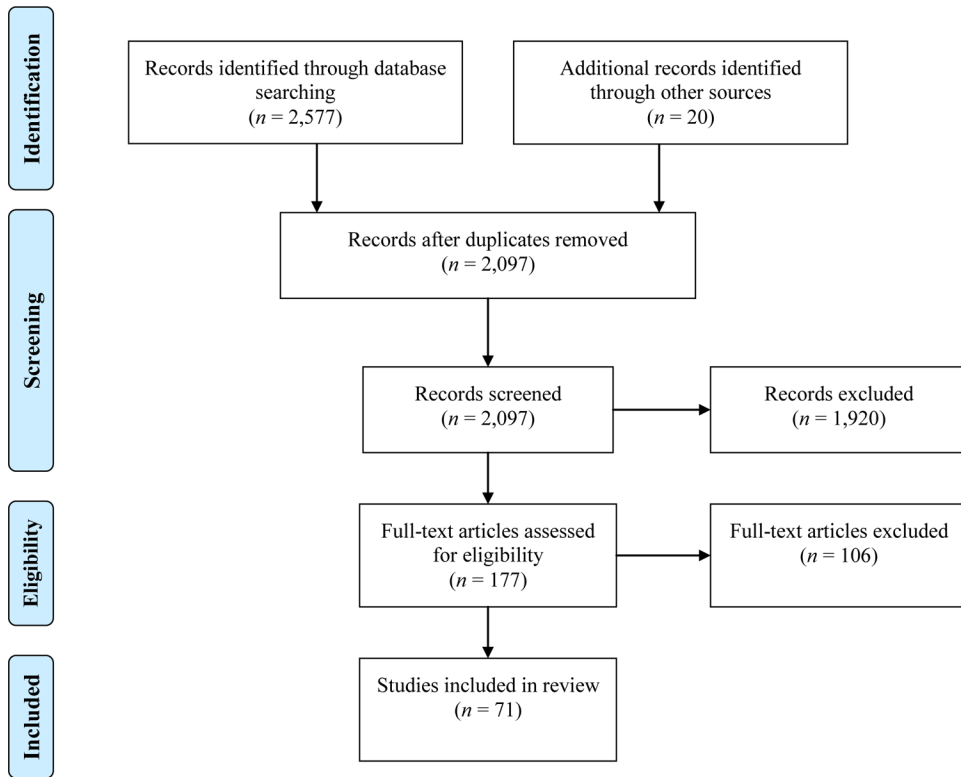 Identification
Records identified through database
searching
(n = 2,577)
Additional records identified
through other sources
(n = 20)
Screening
Records after duplicates removed
(n = 2,097)
Records screened
(n = 2,097)
Records excluded
(n = 1,920)
Eligibility
Full-text articles assessed
for eligibility
(n = 177)
Full-text articles excluded
(n = 106)
Included
Studies included in review
(n = 71)